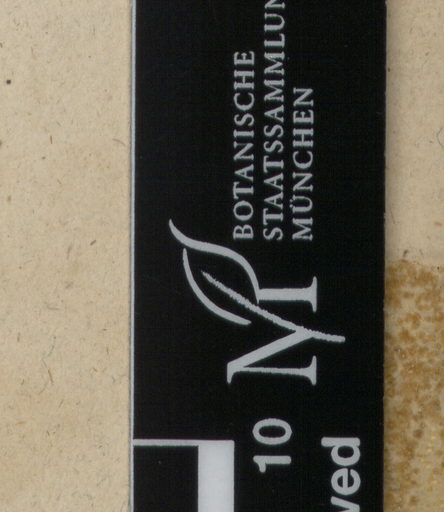 BOTANISCHE
STAATSSAMMLUN
MÜNCHEN
M
10
ved